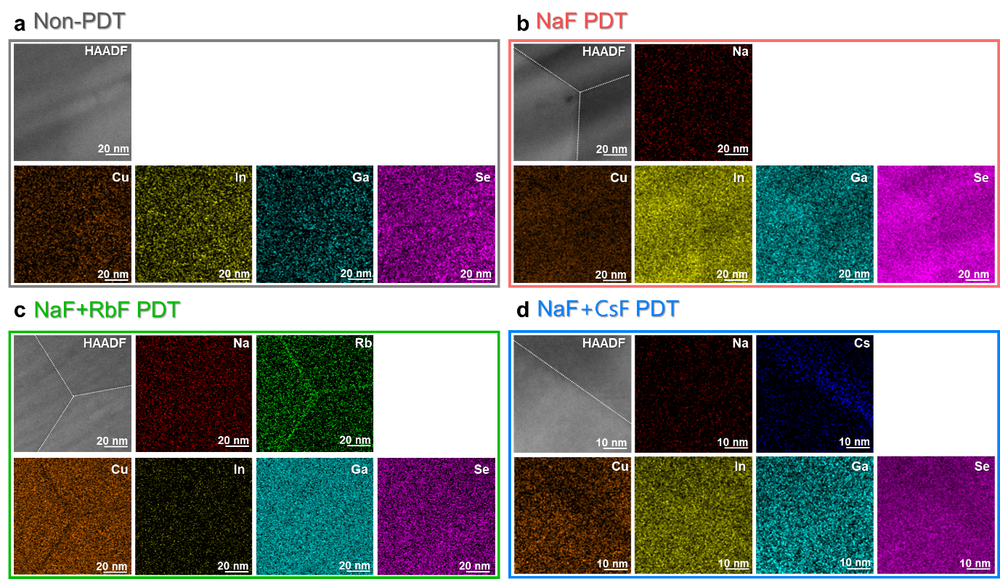 a Non-PDT
HAADF
20 nm
Cu
20 nm
In
20 nm
Ga
20 nm
Se
20 nm
b NaF PDT
HAADF
20 nm
Na
20 nm
Cu
20 nm
In
20 nm
Ga
20 nm
Se
20 nm
c NaF+RbF PDT
HAADF
20 nm
Na
20 nm
Rb
20 nm
Cu
20 nm
In
20 nm
Ga
20 nm
Se
20 nm
d NaF+CsF PDT
HAADF
10 nm
Na
10 nm
Cs
10 nm
Cu
10 nm
In
10 nm
Ga
10 nm
Se
10 nm